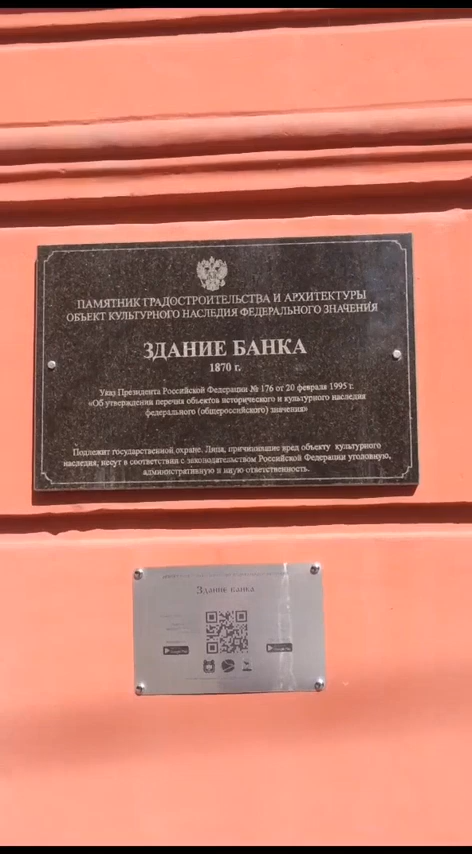 ПАМЯТНИК ГРАДОСТРОИТЕЛЬСТВА И АРХИТЕКТУРЫ
ОБЪЕКТ КУЛЬТУРНОГО НАСЛЕДИЯ ФЕДЕРАЛЬНОГО ЗНАЧЕНИЯ
ЗДАНИЕ БАНКА
1870 г.
Указ Президента Российской Федерации № 176 от 20 февраля 1995 г.
«Об утверждении перечня объектов исторического и культурного наследия
федерального (общероссийского) значения»
Подлежит государственной охране. Лица, причинившие вред объекту культурного
наследия, несут в соответствии с законодательством Российской Федерации уголовную,
административную и иную ответственность.
Здание банка